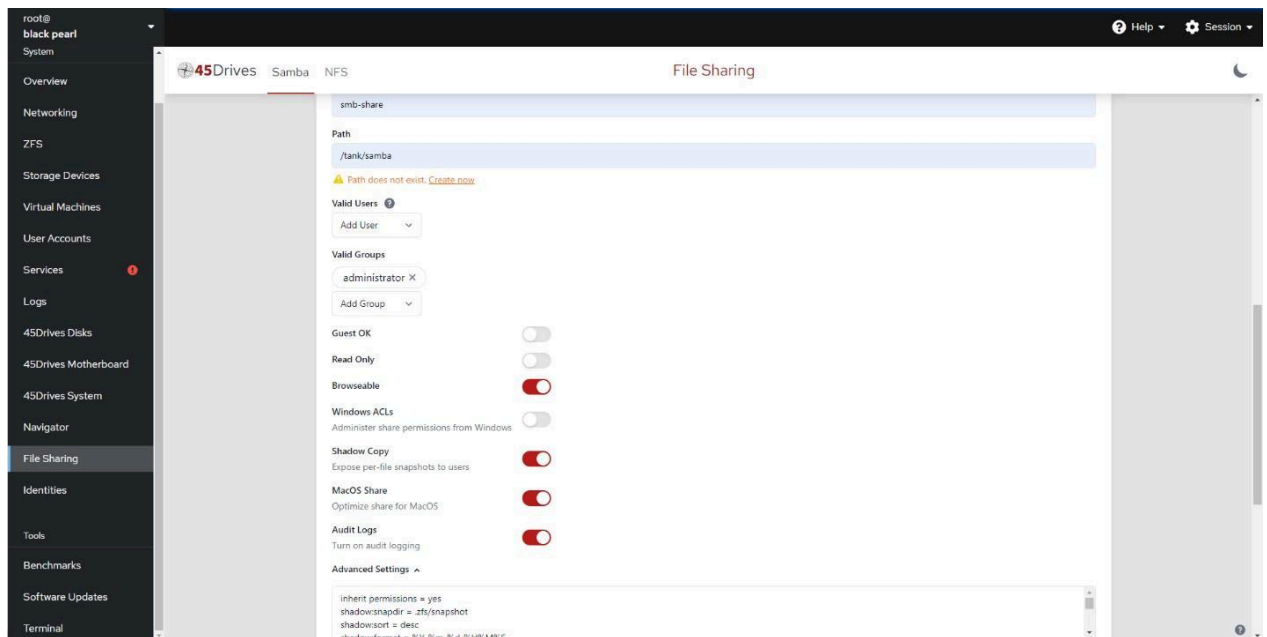 root@
black pearl
Help
Session
System
45Drives
Samba
NFS
File Sharing
Overview
Networking
ZFS
Storage Devices
Virtual Machines
User Accounts
Services
Logs
45Drives Disks
45Drives Motherboard
45Drives System
Navigator
File Sharing
Identities
Tools
Benchmarks
Software Updates
Terminal
smb-share
Path
/tank/samba
Path does not exist. Create now
Valid Users
Add User
Valid Groups
administrator
Add Group
Guest OK
Read Only
Browseable
Windows ACLs
Administer share permissions from Windows
Shadow Copy
Expose per-file snapshots to users
MacOS Share
Optimize share for MacOS
Audit Logs
Turn on audit logging
Advanced Settings
inherit permissions = yes
shadow:snapdir = .zfs/snapshot
shadow:sort = desc